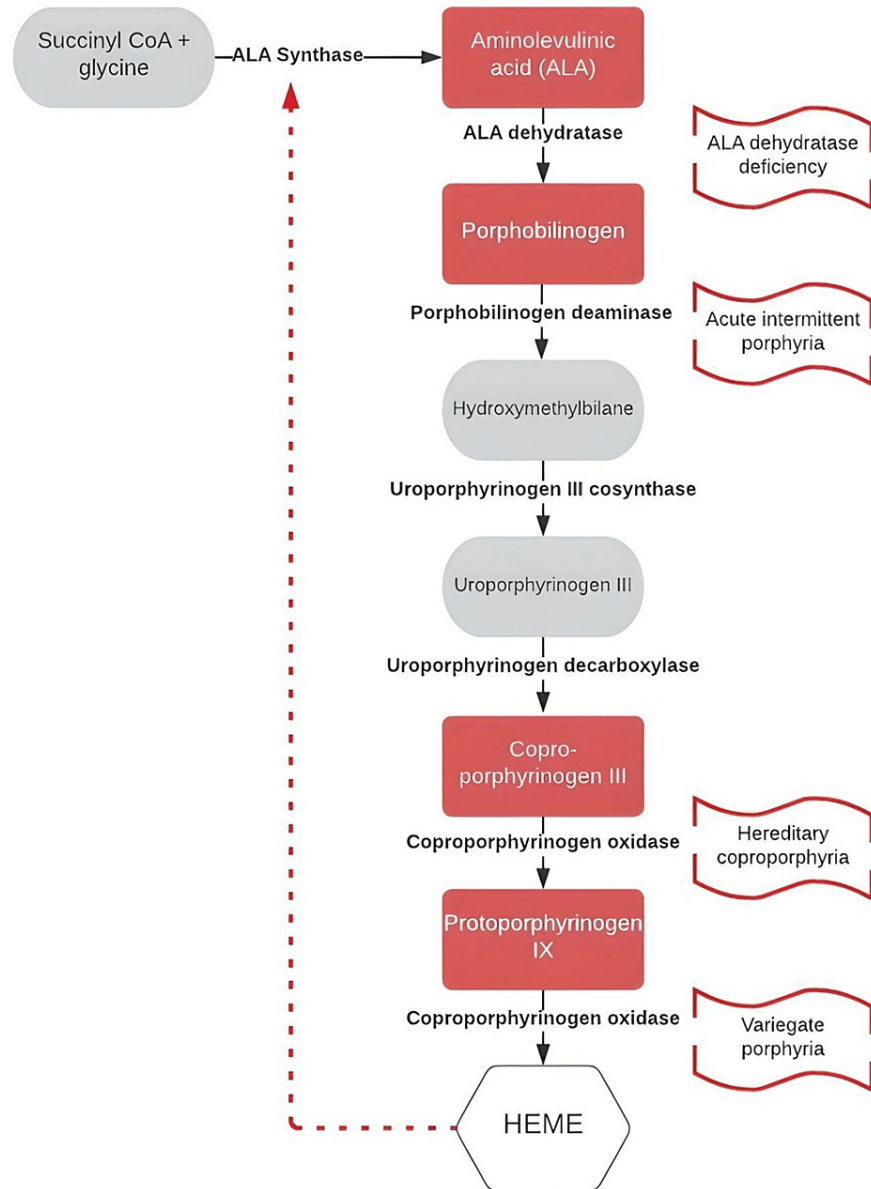 Succinyl CoA +
glycine
ALA Synthase
Aminolevulinic
acid (ALA)
ALA dehydratase
ALA dehydratase
deficiency
Porphobilinogen
Porphobilinogen deaminase
Acute intermittent
porphyria
Hydroxymethylbilane
Uroporphyrinogen III cosynthase
Uroporphyrinogen III
Uroporphyrinogen decarboxylase
Copro-
porphyrinogen III
Coproporphyrinogen oxidase
Hereditary
coproporphyria
Protoporphyrinogen
IX
Coproporphyrinogen oxidase
Variegate
porphyria
HEME